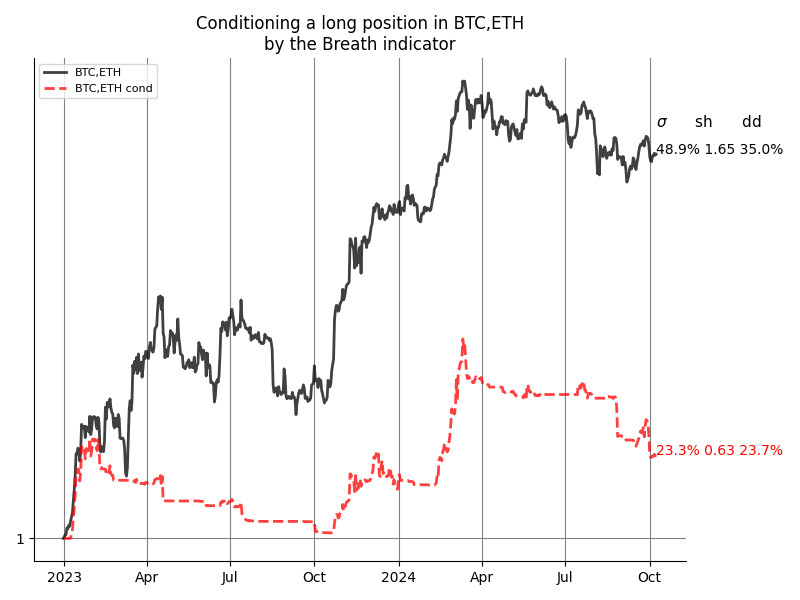 Conditioning a long position in BTC,ETH
by the Breath indicator
BTC,ETH
BTC,ETH cond
σ sh dd
48.9% 1.65 35.0%
23.3% 0.63 23.7%
1
2023 Apr Jul Oct 2024 Apr Jul Oct